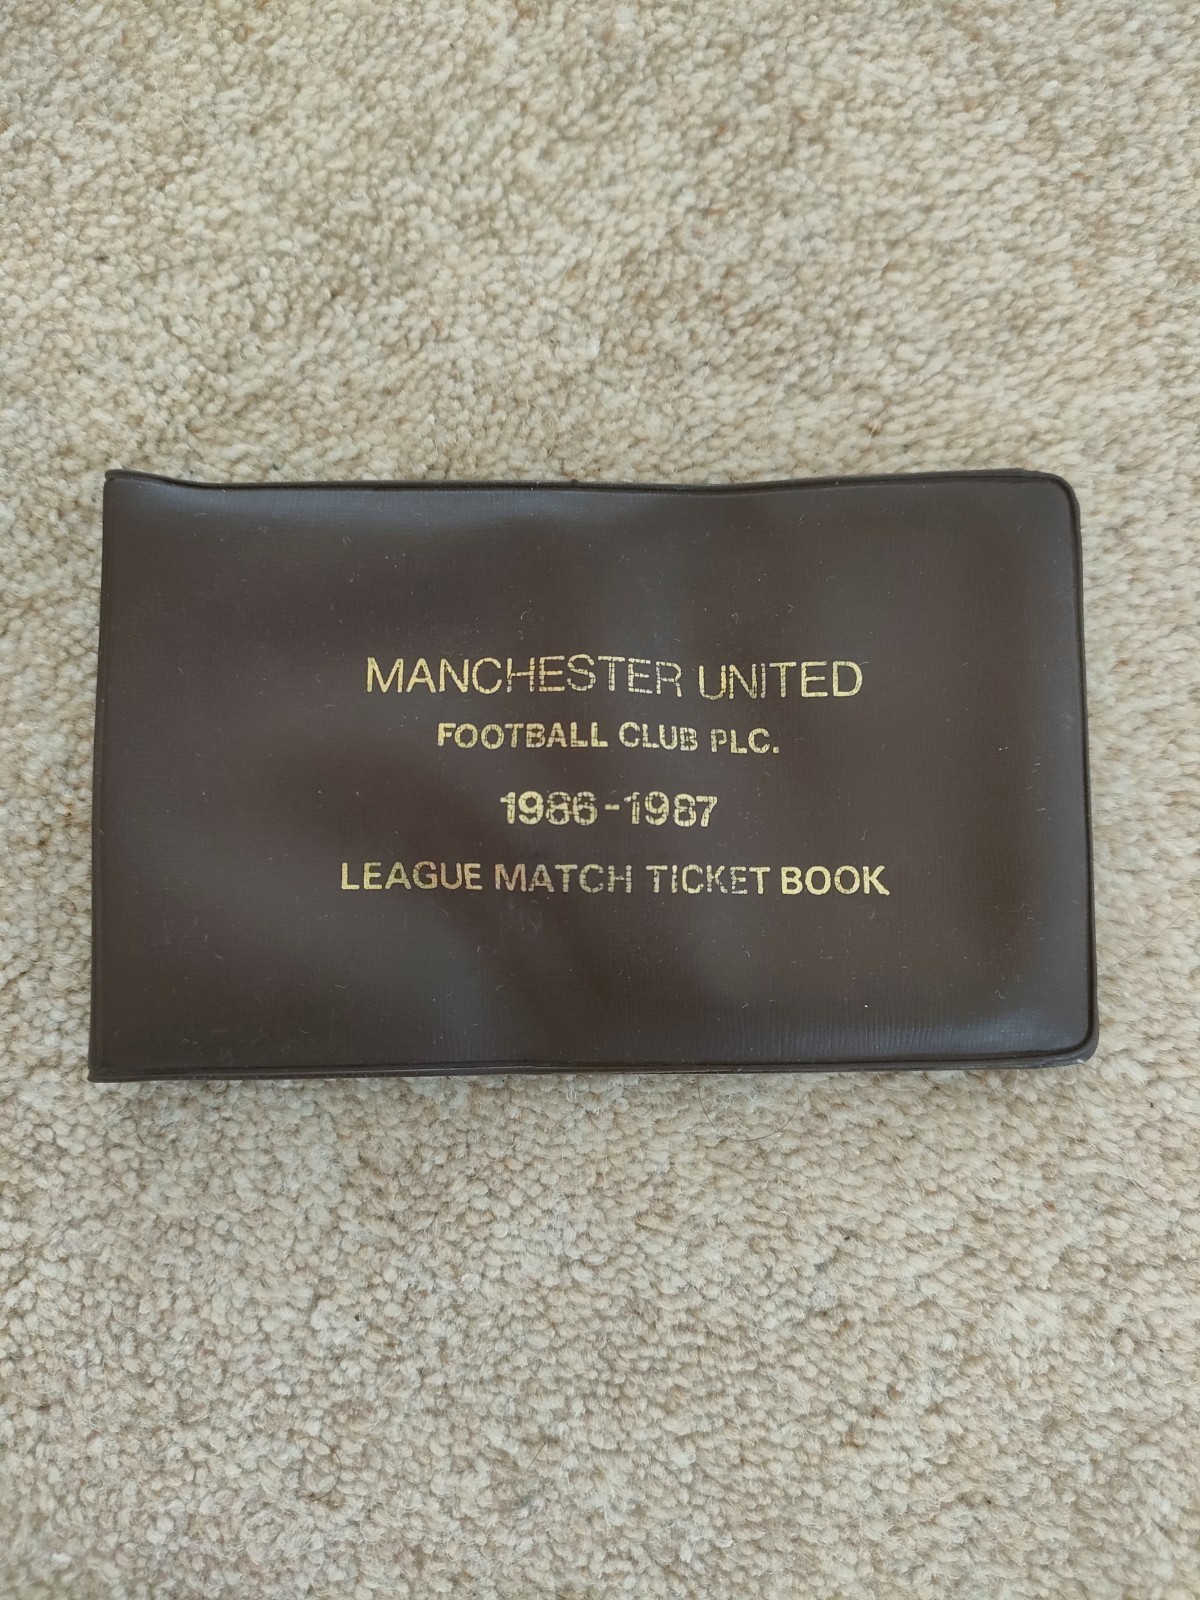 MANCHESTER UNITED
FOOTBALL CLUB PLC.
1986-1987
LEAGUE MATCH TICKET BOOK